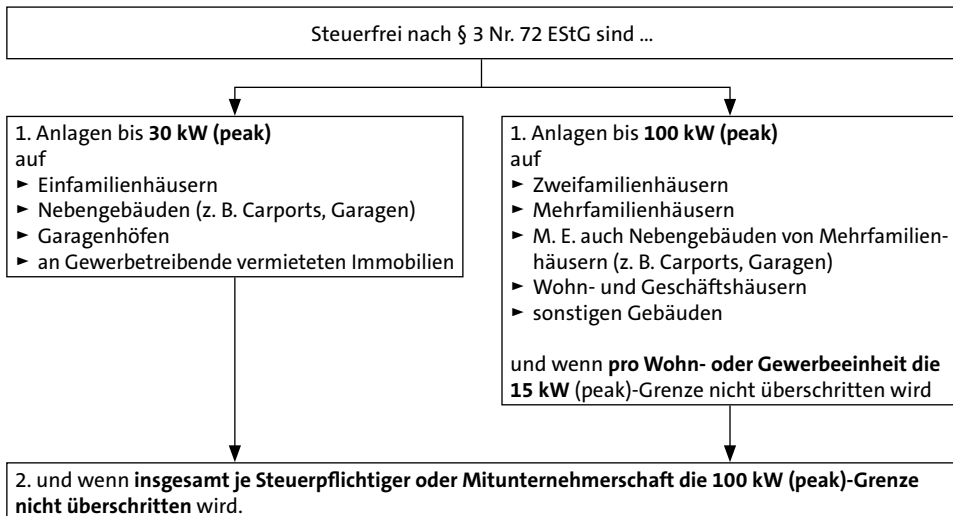 Steuerfrei nach § 3 Nr. 72 EStG sind ...
1. Anlagen bis 30 kW (peak)
auf
► Einfamilienhäusern
► Nebengebäuden (z. B. Carports, Garagen)
► Garagenhöfen
► an Gewerbetreibende vermieteten Immobilien
1. Anlagen bis 100 kW (peak)
auf
► Zweifamilienhäusern
► Mehrfamilienhäusern
► M. E. auch Nebengebäuden von Mehrfamilien-
häusern (z. B. Carports, Garagen)
► Wohn- und Geschäftshäusern
► sonstigen Gebäuden
und wenn pro Wohn- oder Gewerbeeinheit die
15 kW (peak)-Grenze nicht überschritten wird
2. und wenn insgesamt je Steuerpflichtiger oder Mitunternehmerschaft die 100 kW (peak)-Grenze
nicht überschritten wird.